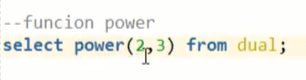 --funcion power
select power(2,3) from dual;